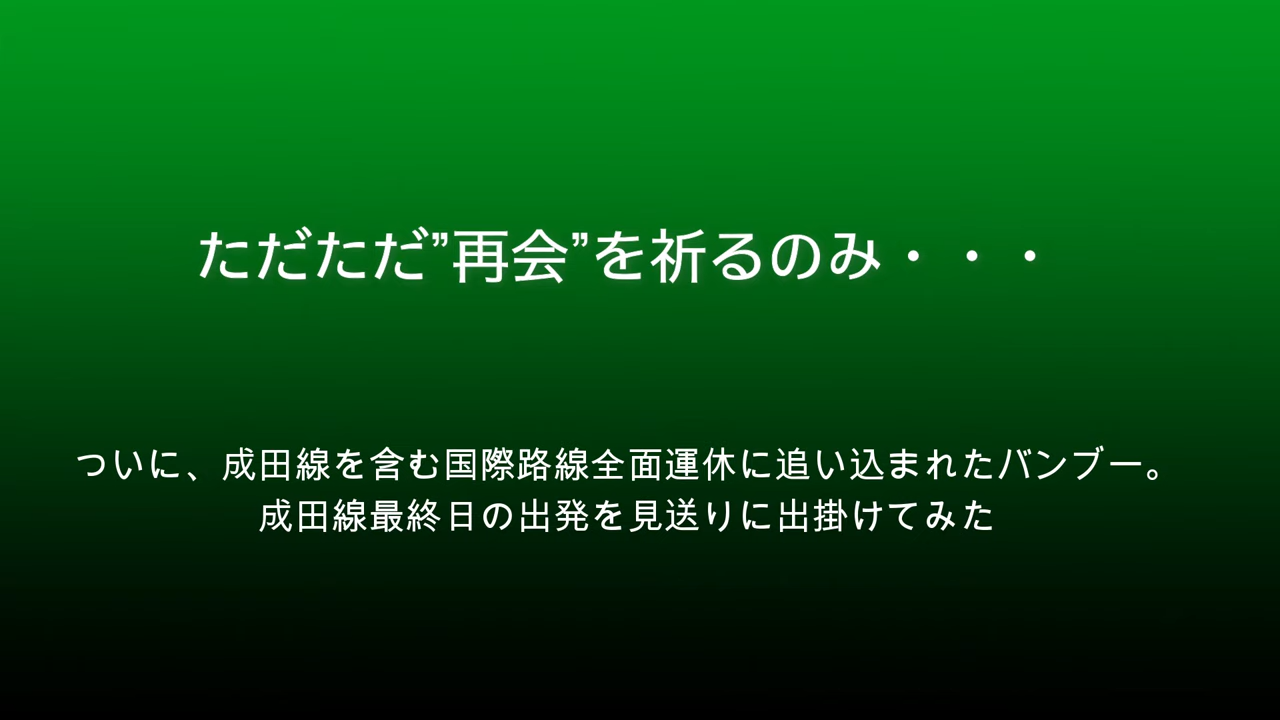 ただただ”再会”を祈るのみ・・・
ついに、成田線を含む国際路線全面運休に追い込まれたバンブー。
成田線最終日の出発を見送りに出掛けてみた